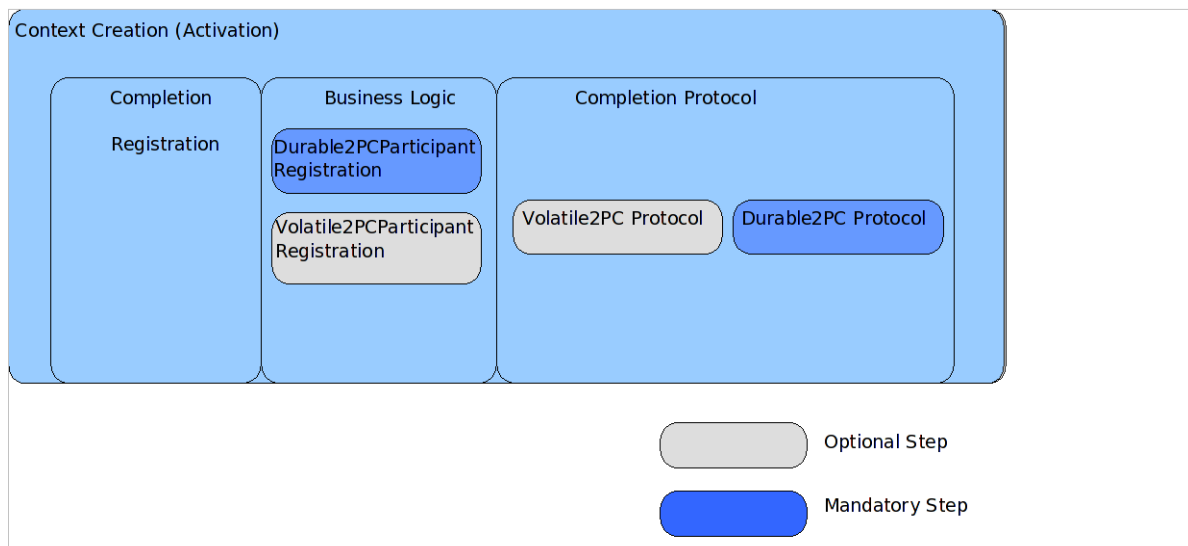 Context Creation (Activation)
Completion
Registration
Business Logic
Durable2PCParticipant
Registration
Volatile2PCParticipant
Registration
Completion Protocol
Volatile2PC Protocol
Durable2PC Protocol
Optional Step
Mandatory Step